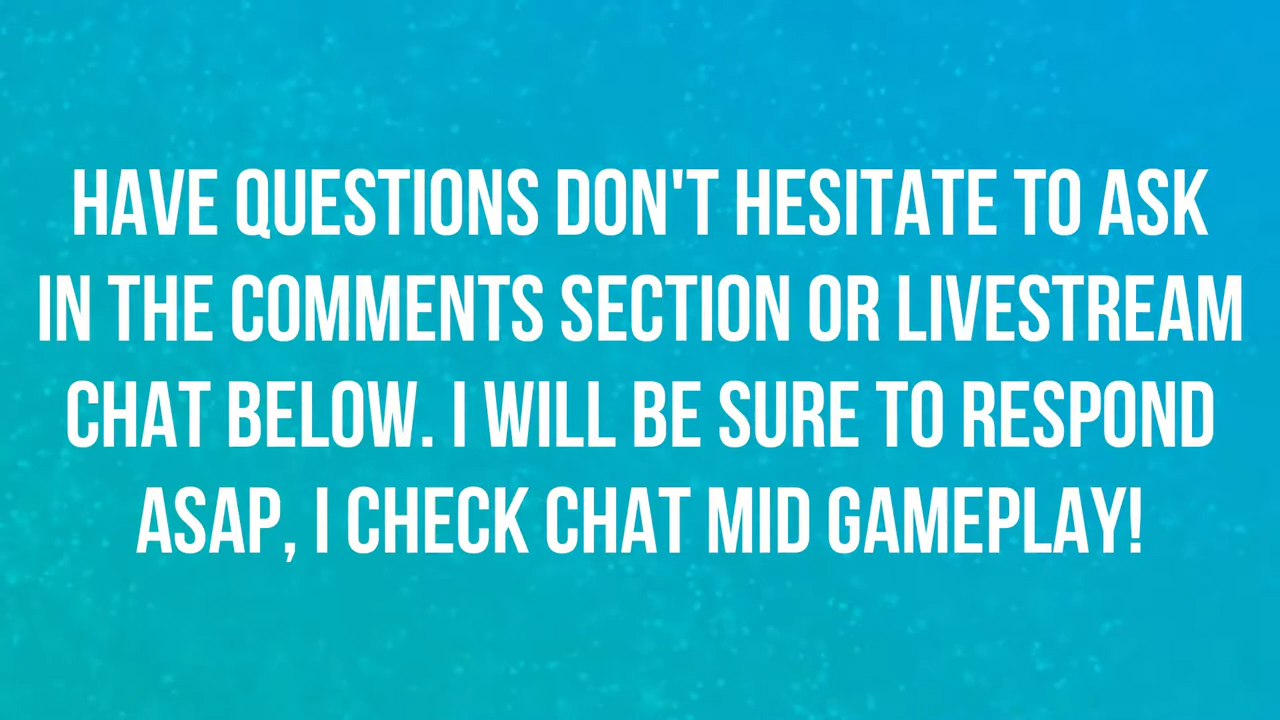 HAVE QUESTIONS DON'T HESITATE TO ASK
IN THE COMMENTS SECTION OR LIVESTREAM
CHAT BELOW. I WILL BE SURE TO RESPOND
ASAP, I CHECK CHAT MID GAMEPLAY!